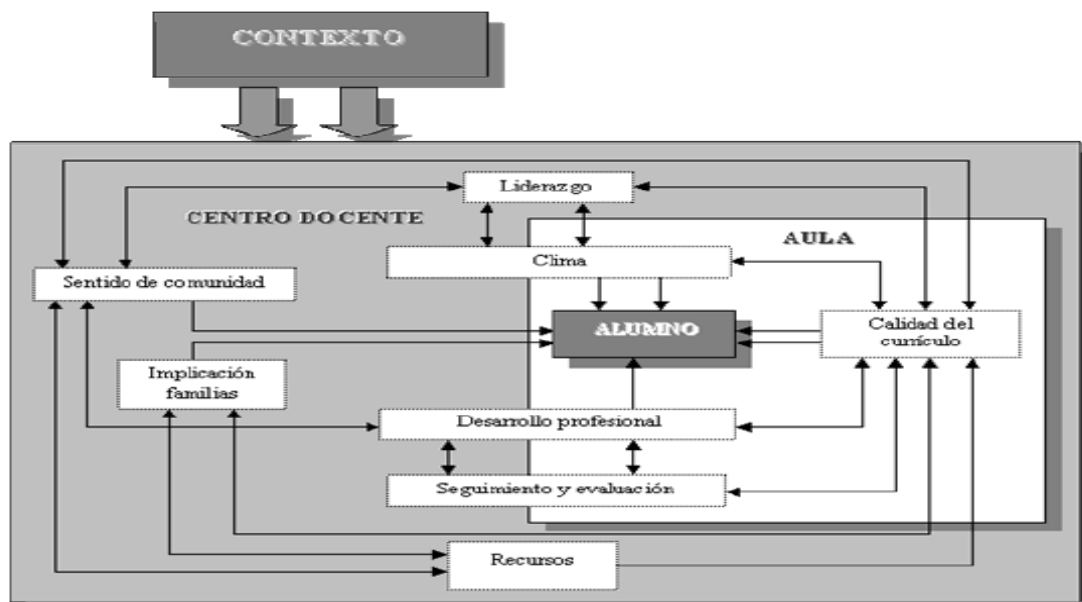 CONTEXTO
Liderazgo
CENTRO DOCENTE
AULA
Clima
Sentido de comunidad
ALUMNO
Calidad del
currículo
Implicación
familias
Desarrollo profesional
Seguimiento y evaluación
Recursos